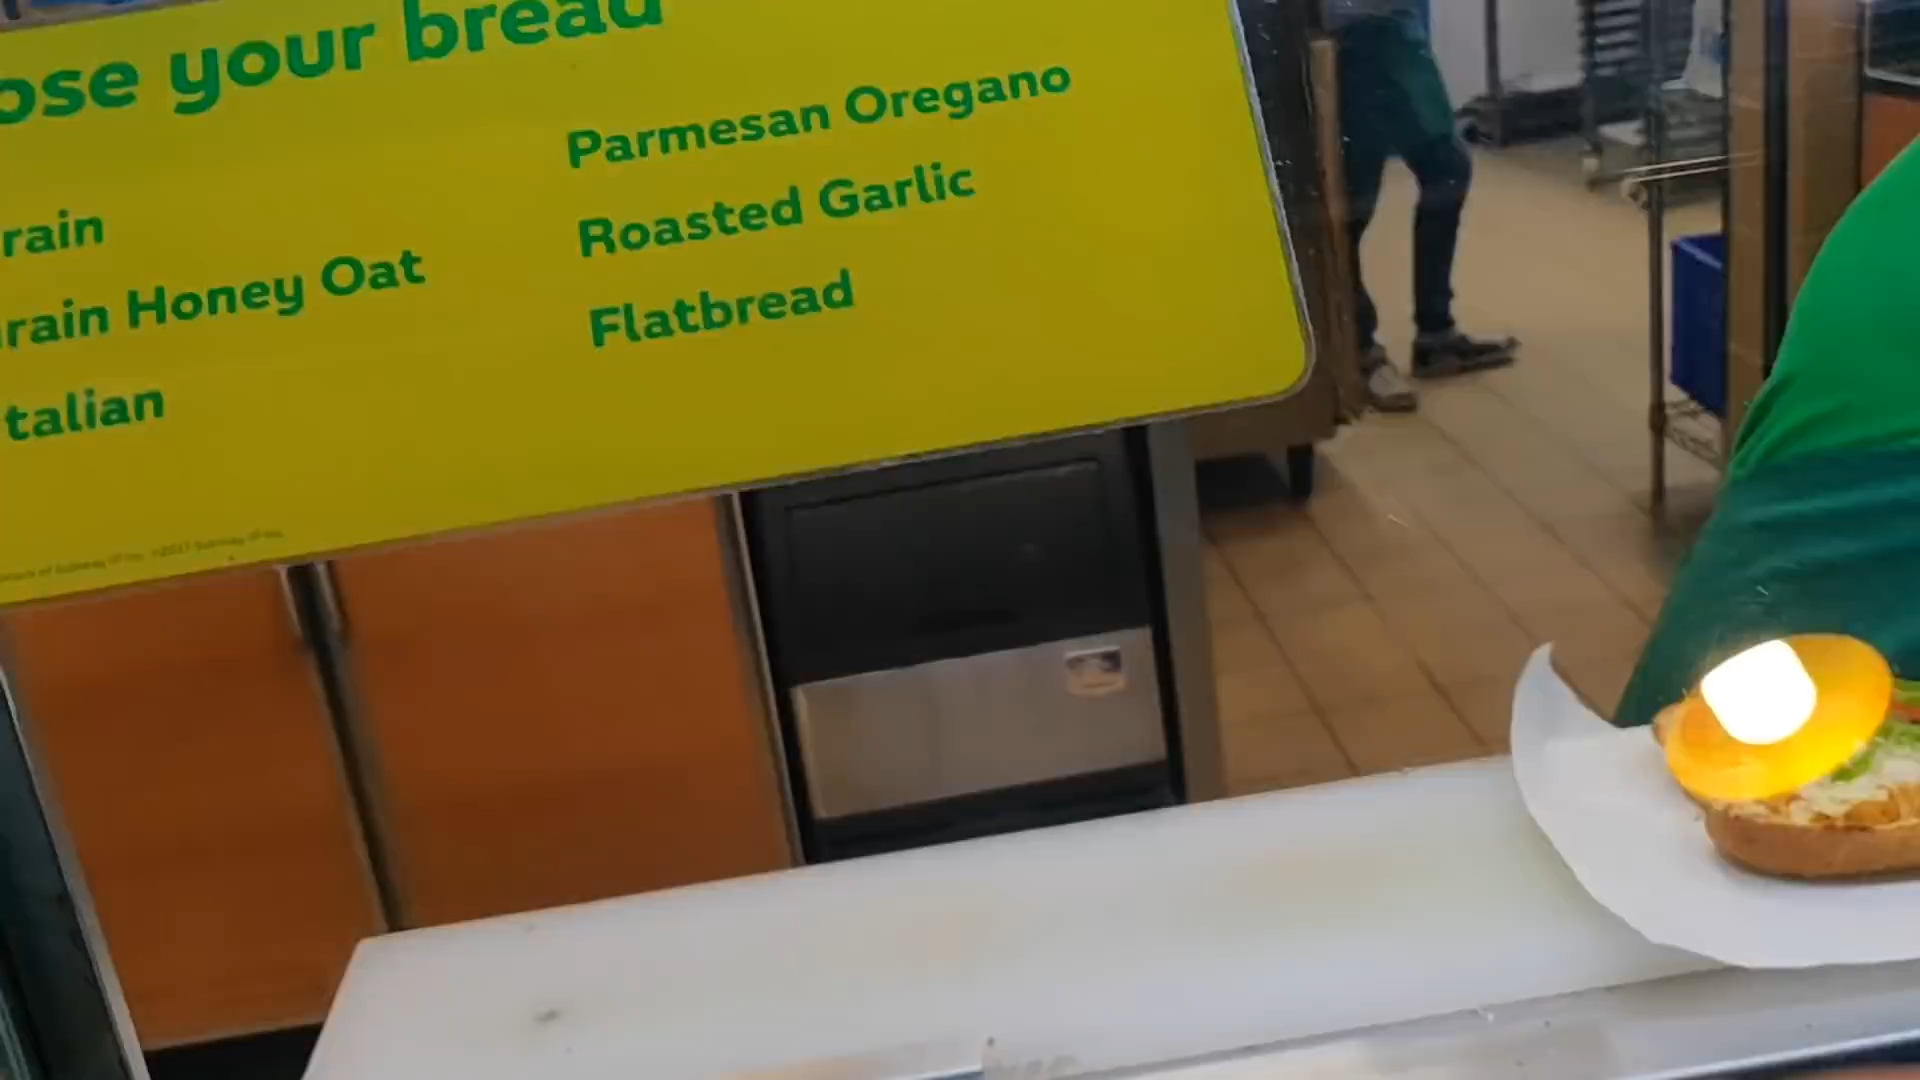 ose your bread
rain
rain Honey Oat
talian
Parmesan Oregano
Roasted Garlic
Flatbread